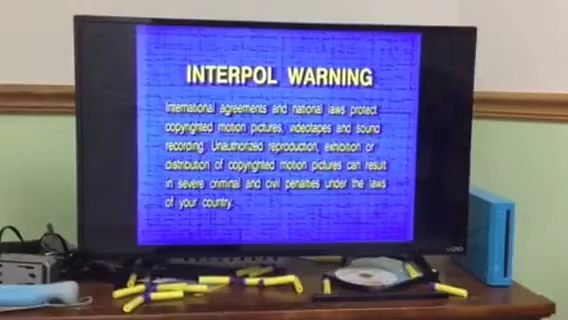 INTERPOL WARNING
International agreements and national laws protect
copyrighted motion pictures, videotapes and sound
recording. Unauthorized reproduction, exhibition or
distribution of copyrighted motion pictures can result
in severe criminal and civil penalties under the laws
of your country.
VIZIO